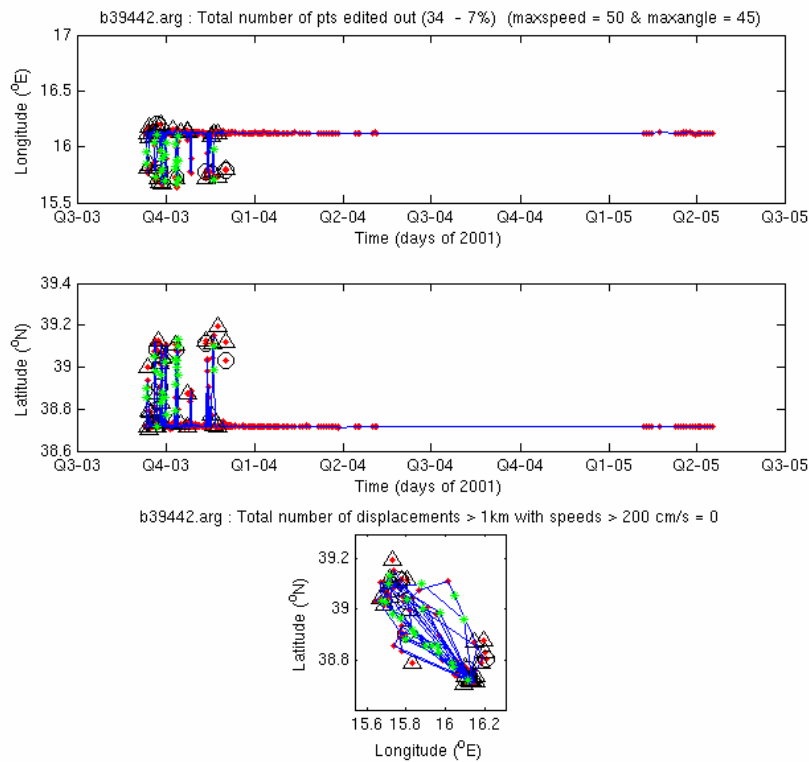 b39442.arg : Total number of pts edited out (34 - 7%) (maxspeed = 50 & maxangle = 45)
17
16.5
16
15.5
Longitude (°E)
Q3-03 Q4-03 Q1-04 Q2-04 Q3-04 Q4-04 Q1-05 Q2-05 Q3-05
Time (days of 2001)
39.4
39.2
39
38.8
38.6
Latitude (°N)
Q3-03 Q4-03 Q1-04 Q2-04 Q3-04 Q4-04 Q1-05 Q2-05 Q3-05
Time (days of 2001)
b39442.arg : Total number of displacements > 1km with speeds > 200 cm/s = 0
39.2
39
38.8
Latitude (°N)
15.6 15.8 16 16.2
Longitude (°E)